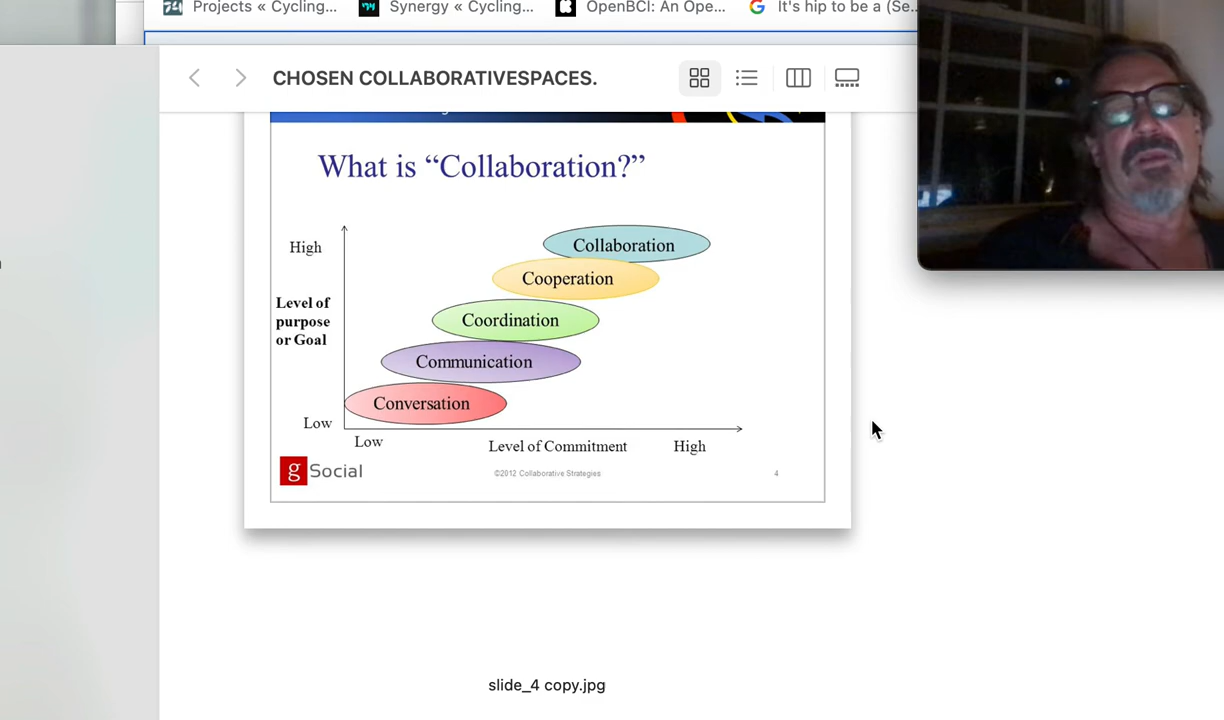 Projects « Cycling...
Synergy « Cycling...
OpenBCI: An Ope...
It's hip to be a (Se...
CHOSEN COLLABORATIVESPACES.
What is “Collaboration?”
High
Collaboration
Cooperation
Level of
purpose
or Goal
Coordination
Communication
Conversation
Low
Low
Level of Commitment
High
g Social
©2012 Collaborative Strategies
4
slide_4 copy.jpg